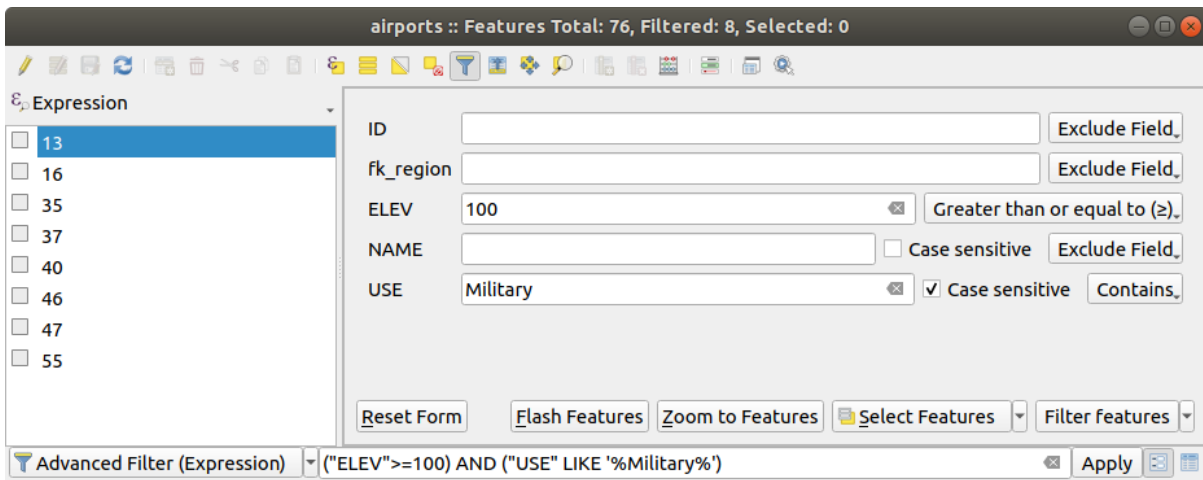 airports :: Features Total: 76, Filtered: 8, Selected: 0
Expression
13
16
35
37
40
46
47
55
ID Exclude Field
fk_region Exclude Field
ELEV 100 Greater than or equal to (≥)
NAME Case sensitive Exclude Field
USE Military Case sensitive Contains
Reset Form Flash Features Zoom to Features Select Features Filter features
Advanced Filter (Expression) ("ELEV">=100) AND ("USE" LIKE '%Military%') Apply